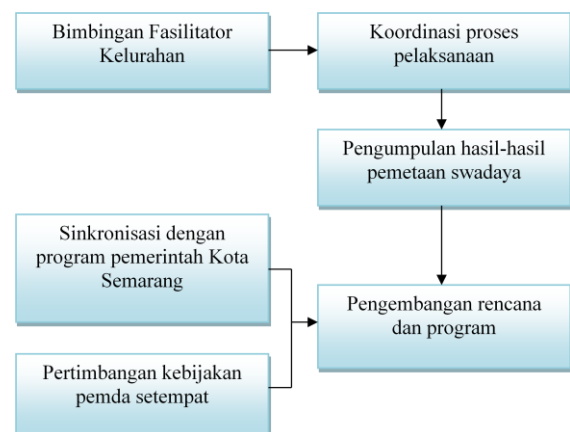 Bimbingan Fasilitator
Kelurahan
Koordinasi proses
pelaksanaan
Pengumpulan hasil-hasil
pemetaan swadaya
Sinkronisasi dengan
program pemerintah Kota
Semarang
Pengembangan rencana
dan program
Pertimbangan kebijakan
pemda setempat